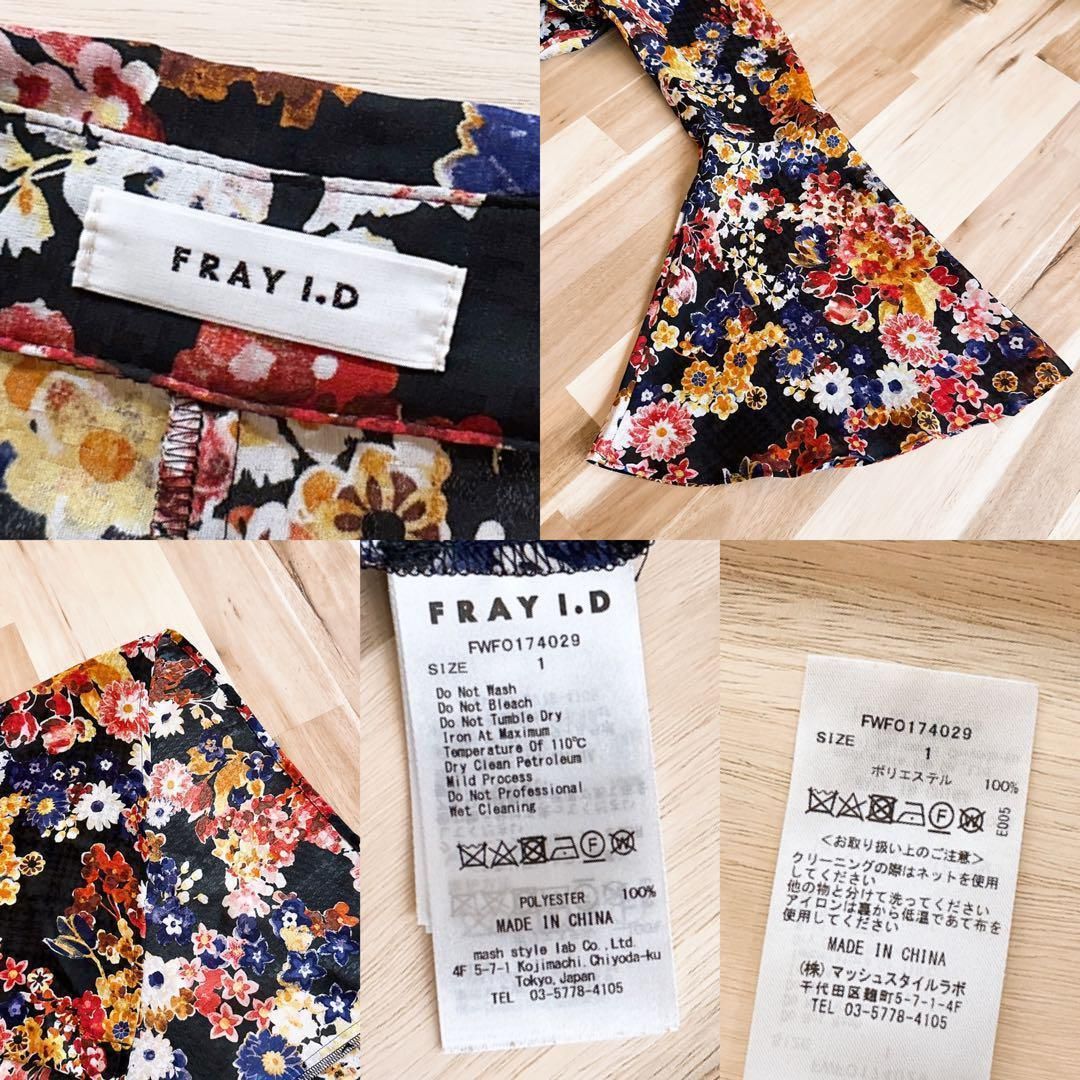 FRAY I.D
FRAY I.D
FWFO174029
SIZE 1
Do Not Wash
Do Not Bleach
Do Not Tumble Dry
Iron At Maximum
Temperature Of 110℃
Dry Clean Petroleum
Mild Process
Do Not Professional
Wet Cleaning
POLYESTER 100%
MADE IN CHINA
mash style lab Co., Ltd.
4F 5-7-1 Kojimachi.Chiyoda-ku
Tokyo,Japan
TEL 03-5778-4105
FWFO174029
SIZE 1
ポリエステル 100%
E005
<お取り扱い上のご注意>
クリーニングの際はネットを使用
してください
他の物と分けて洗ってください
アイロンは裏から低温であて布を
使用してください
MADE IN CHINA
(株)マッシュスタイルラボ
千代田区麹町5-7-1-4F
TEL 03-5778-4105